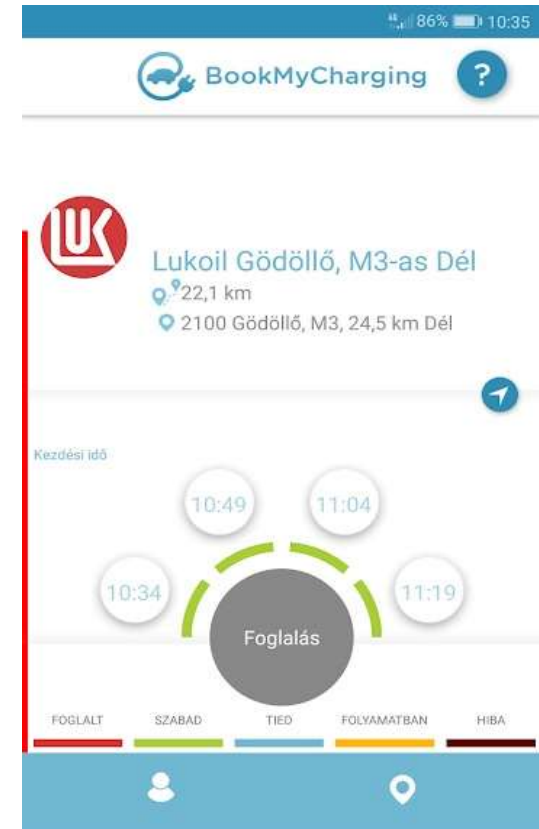 86% 10:35
BookMyCharging ?
LUK
Lukoil Gödöllő, M3-as Dél
22,1 km
2100 Gödöllő, M3, 24,5 km Dél
Kezdési idő
10:49 11:04
10:34 11:19
Foglalás
FOGLALT SZABAD TIED FOLYAMATBAN HIBA